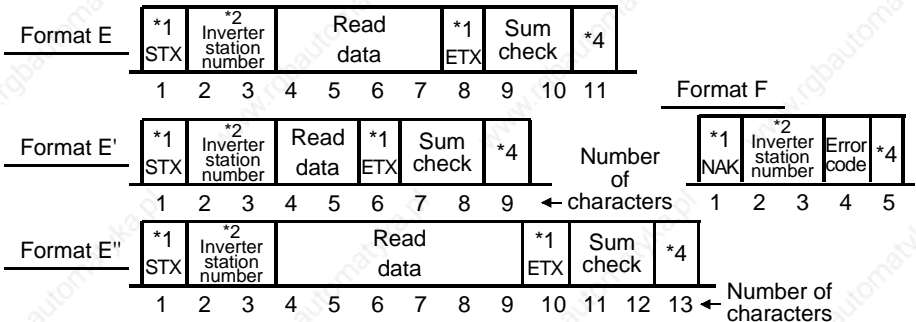 Format E
*1 STX
*2 Inverter station number
Read data
*1 ETX
Sum check
*4
1 2 3 4 5 6 7 8 9 10 11
Format F
*1 NAK
*2 Inverter station number
Error code
*4
1 2 3 4 5
Format E'
*1 STX
*2 Inverter station number
Read data
*1 ETX
Sum check
*4
1 2 3 4 5 6 7 8 9
Number of characters
Format E"
*1 STX
*2 Inverter station number
Read data
*1 ETX
Sum check
*4
1 2 3 4 5 6 7 8 9 10 11 12 13
Number of characters